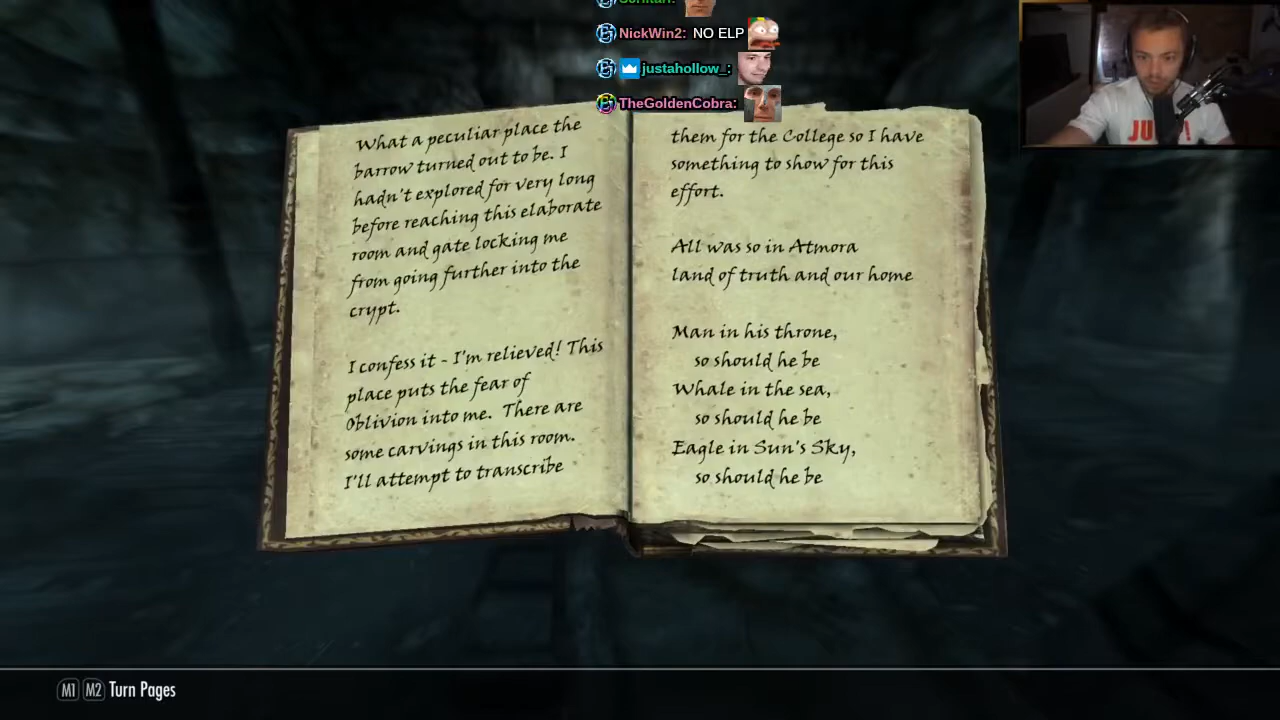 NickWin2: NO ELP
justahollow_:
TheGoldenCobra:
What a peculiar place the
barrow turned out to be. I
hadn't explored for very long
before reaching this elaborate
room and gate locking me
from going further into the
crypt.
I confess it - I'm relieved! This
place puts the fear of
Oblivion into me. There are
some carvings in this room.
I'll attempt to transcribe
them for the College so I have
something to show for this
effort.
All was so in Atmora
land of truth and our home
Man in his throne,
so should he be
Whale in the sea,
so should he be
Eagle in Sun's Sky,
so should he be
M1 M2 Turn Pages